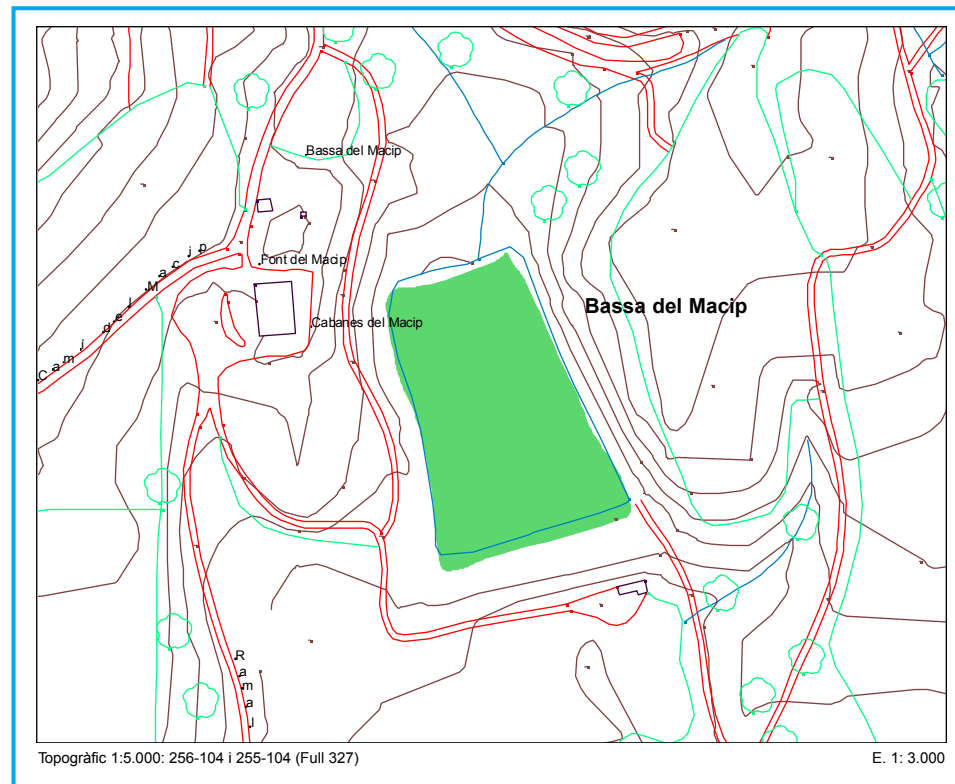 Bassa del Macip
Camí del Macip
Font del Macip
Bassa del Macip
Cabanes del Macip
Ramal
Topogràfic 1:5.000: 256-104 i 255-104 (Full 327)
E. 1: 3.000